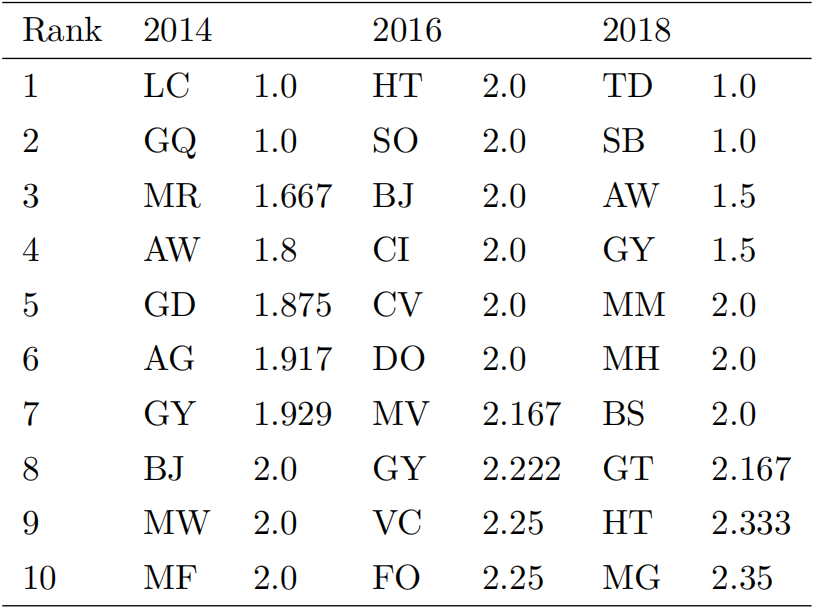 Rank 2014 2016 2018
1 LC 1.0 HT 2.0 TD 1.0
2 GQ 1.0 SO 2.0 SB 1.0
3 MR 1.667 BJ 2.0 AW 1.5
4 AW 1.8 CI 2.0 GY 1.5
5 GD 1.875 CV 2.0 MM 2.0
6 AG 1.917 DO 2.0 MH 2.0
7 GY 1.929 MV 2.167 BS 2.0
8 BJ 2.0 GY 2.222 GT 2.167
9 MW 2.0 VC 2.25 HT 2.333
10 MF 2.0 FO 2.25 MG 2.35